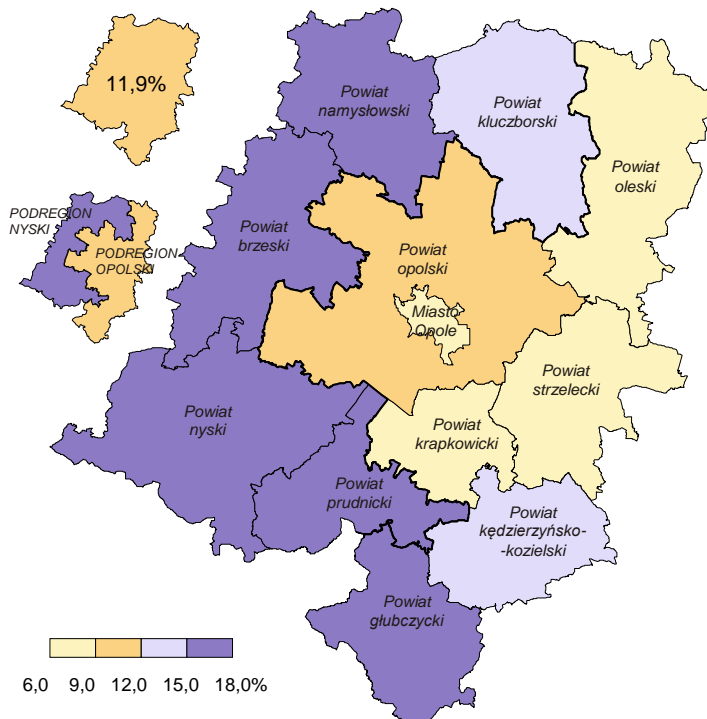 11,9%
PODREGION
NYSKI
PODREGION
OPOLSKI
Powiat
namysłowski
Powiat
kluczborski
Powiat
oleski
Powiat
brzeski
Powiat
opolski
Miasto
Opole
Powiat
strzelecki
Powiat
nyski
Powiat
krapkowicki
Powiat
prudnicki
Powiat
kędzierzyńsko-
-kozielski
Powiat
głubczycki
6,0 9,0 12,0 15,0 18,0%